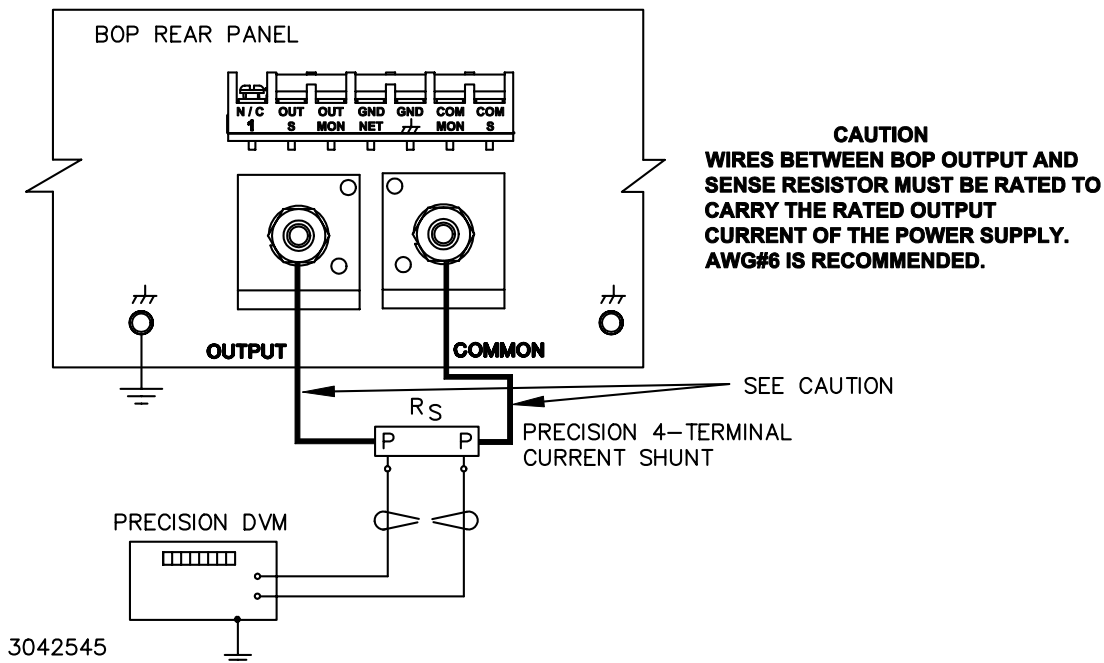 BOP REAR PANEL
N / C OUT OUT GND GND COM COM
1 S MON NET MON S
CAUTION
WIRES BETWEEN BOP OUTPUT AND
SENSE RESISTOR MUST BE RATED TO
CARRY THE RATED OUTPUT
CURRENT OF THE POWER SUPPLY.
AWG#6 IS RECOMMENDED.
OUTPUT COMMON
SEE CAUTION
RS
P P
PRECISION 4-TERMINAL
CURRENT SHUNT
PRECISION DVM
3042545